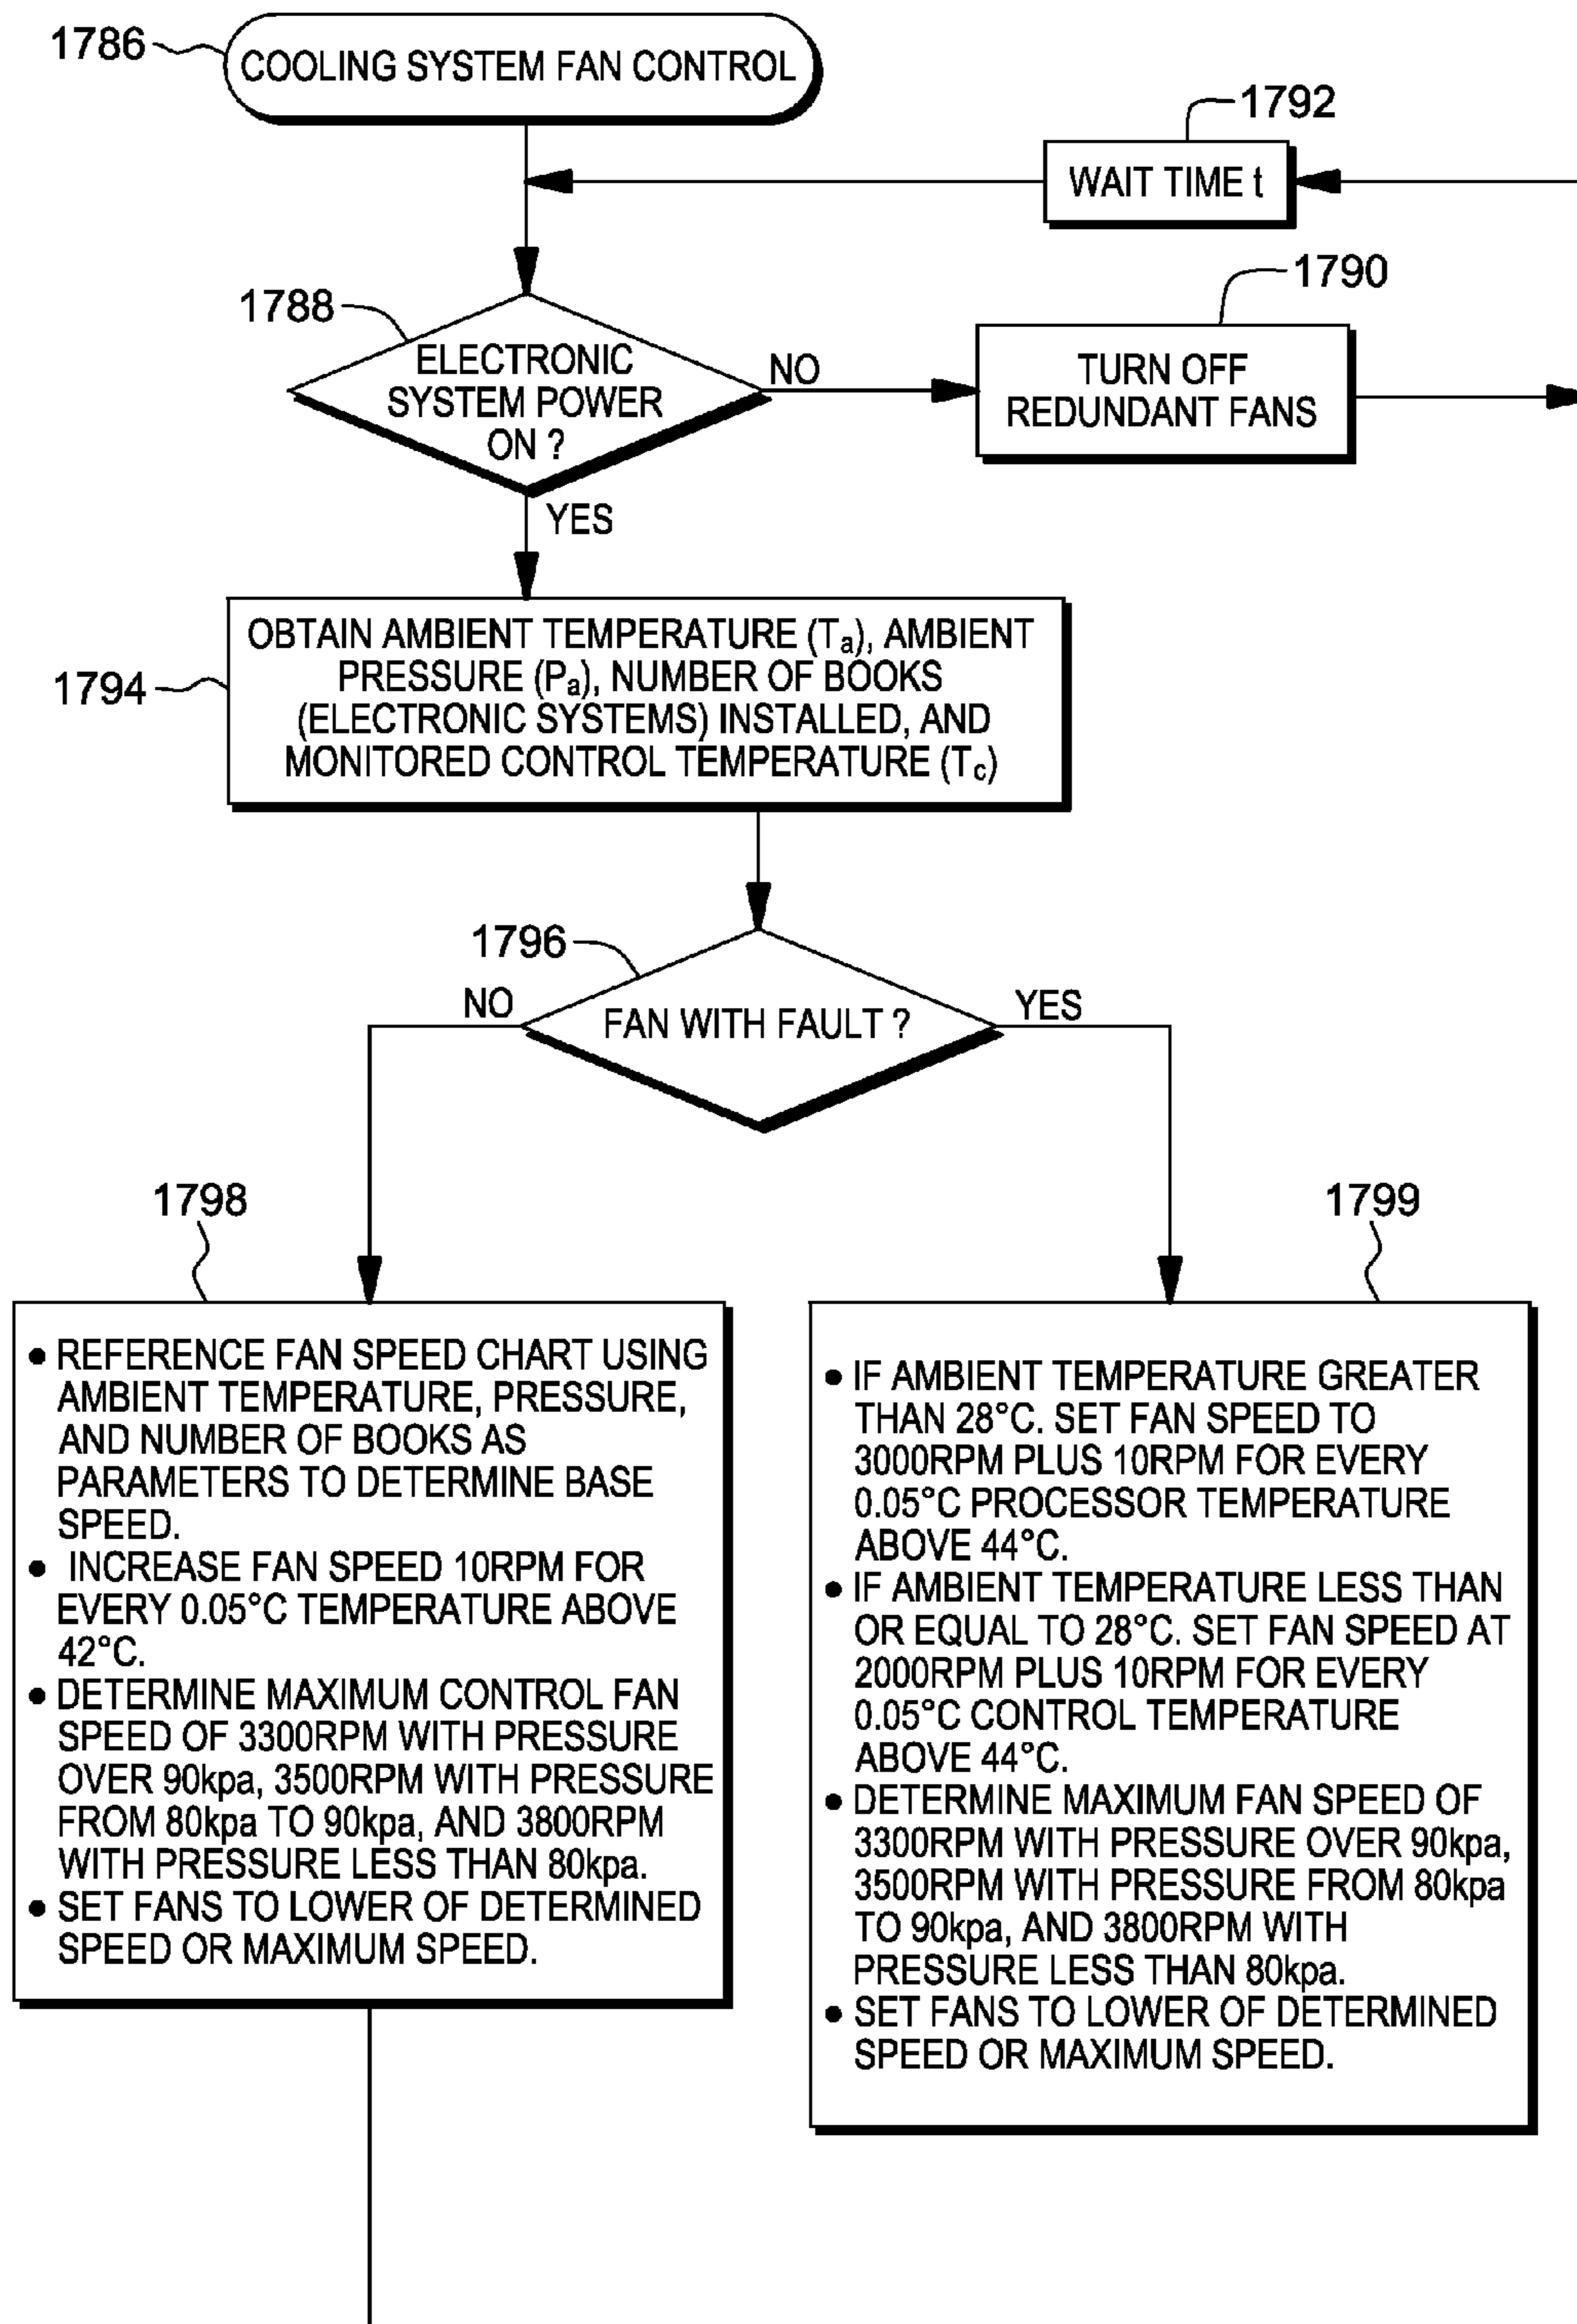 1786
COOLING SYSTEM FAN CONTROL
1792
WAIT TIME t
1790
1788
ELECTRONIC
SYSTEM POWER
ON ?
NO
TURN OFF
REDUNDANT FANS
YES
1794
OBTAIN AMBIENT TEMPERATURE (Ta), AMBIENT
PRESSURE (Pa), NUMBER OF BOOKS
(ELECTRONIC SYSTEMS) INSTALLED, AND
MONITORED CONTROL TEMPERATURE (Tc)
1796
NO
FAN WITH FAULT ?
YES
1798
● REFERENCE FAN SPEED CHART USING
AMBIENT TEMPERATURE, PRESSURE,
AND NUMBER OF BOOKS AS
PARAMETERS TO DETERMINE BASE
SPEED.
● INCREASE FAN SPEED 10RPM FOR
EVERY 0.05°C TEMPERATURE ABOVE
42°C.
● DETERMINE MAXIMUM CONTROL FAN
SPEED OF 3300RPM WITH PRESSURE
OVER 90kpa, 3500RPM WITH PRESSURE
FROM 80kpa TO 90kpa, AND 3800RPM
WITH PRESSURE LESS THAN 80kpa.
● SET FANS TO LOWER OF DETERMINED
SPEED OR MAXIMUM SPEED.
1799
● IF AMBIENT TEMPERATURE GREATER
THAN 28°C. SET FAN SPEED TO
3000RPM PLUS 10RPM FOR EVERY
0.05°C PROCESSOR TEMPERATURE
ABOVE 44°C.
● IF AMBIENT TEMPERATURE LESS THAN
OR EQUAL TO 28°C. SET FAN SPEED AT
2000RPM PLUS 10RPM FOR EVERY
0.05°C CONTROL TEMPERATURE
ABOVE 44°C.
● DETERMINE MAXIMUM FAN SPEED OF
3300RPM WITH PRESSURE OVER 90kpa,
3500RPM WITH PRESSURE FROM 80kpa
TO 90kpa, AND 3800RPM WITH
PRESSURE LESS THAN 80kpa.
● SET FANS TO LOWER OF DETERMINED
SPEED OR MAXIMUM SPEED.